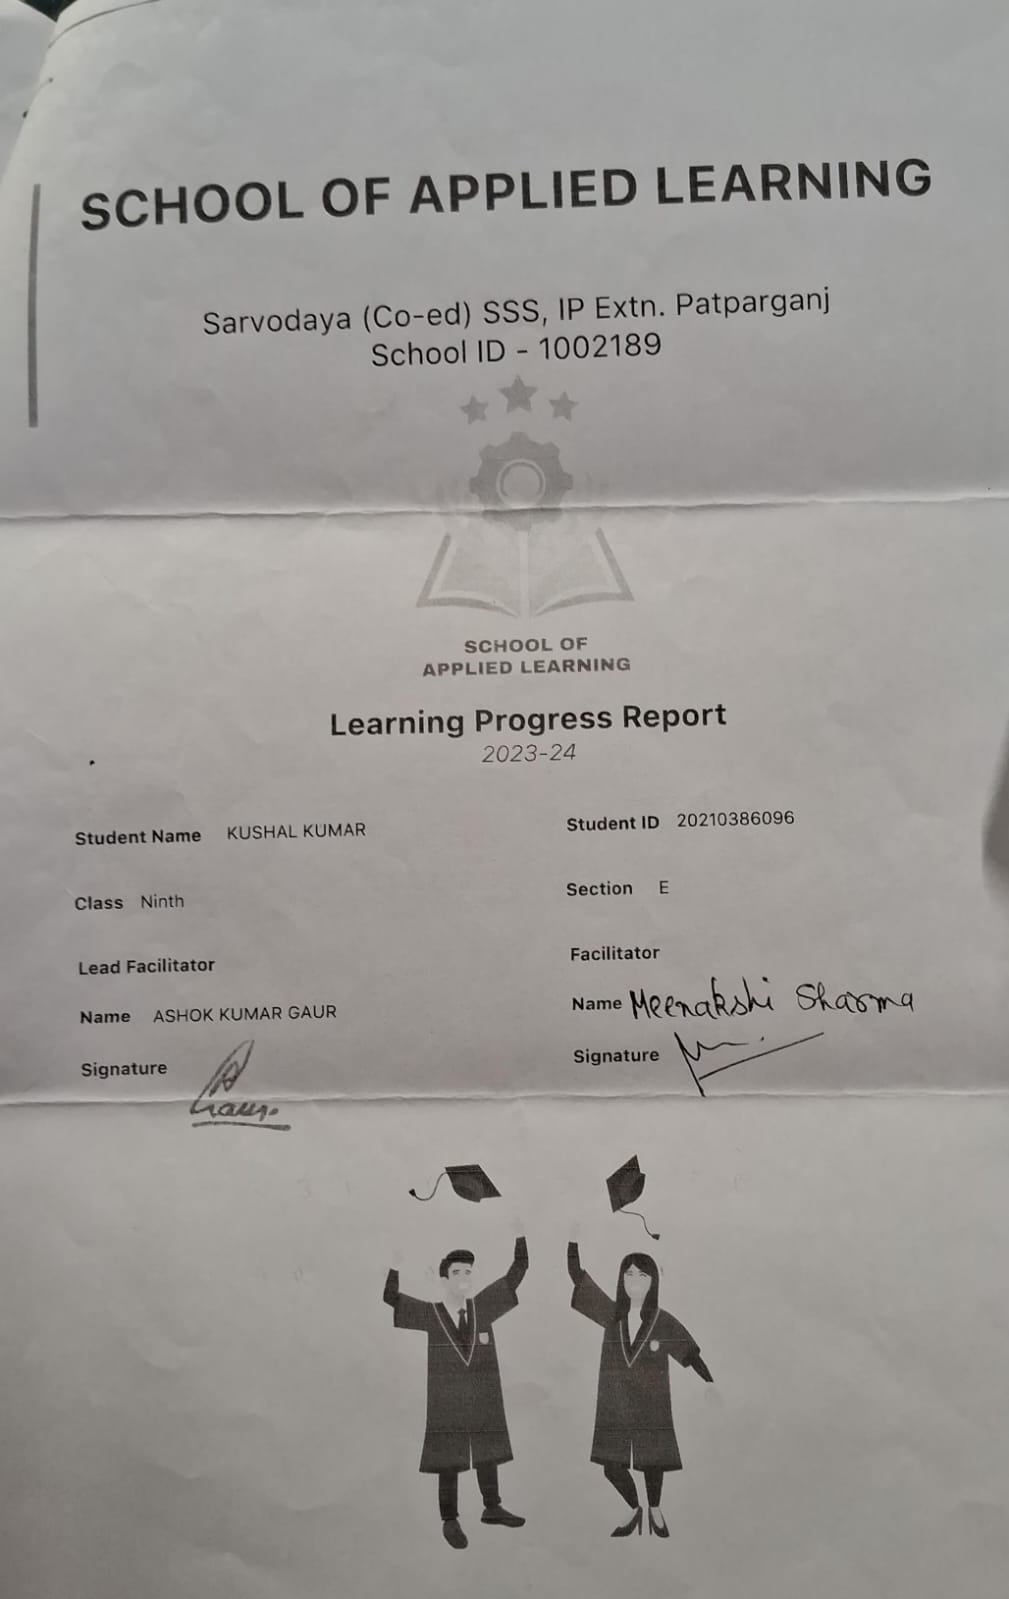 SCHOOL OF APPLIED LEARNING
Sarvodaya (Co-ed) SSS, IP Extn. Patparganj
School ID - 1002189
SCHOOL OF
APPLIED LEARNING
Learning Progress Report
2023-24
Student Name KUSHAL KUMAR
Student ID 20210386096
Class Ninth
Section E
Lead Facilitator
Facilitator
Name ASHOK KUMAR GAUR
Name Meenakshi Sharma
Signature
Signature